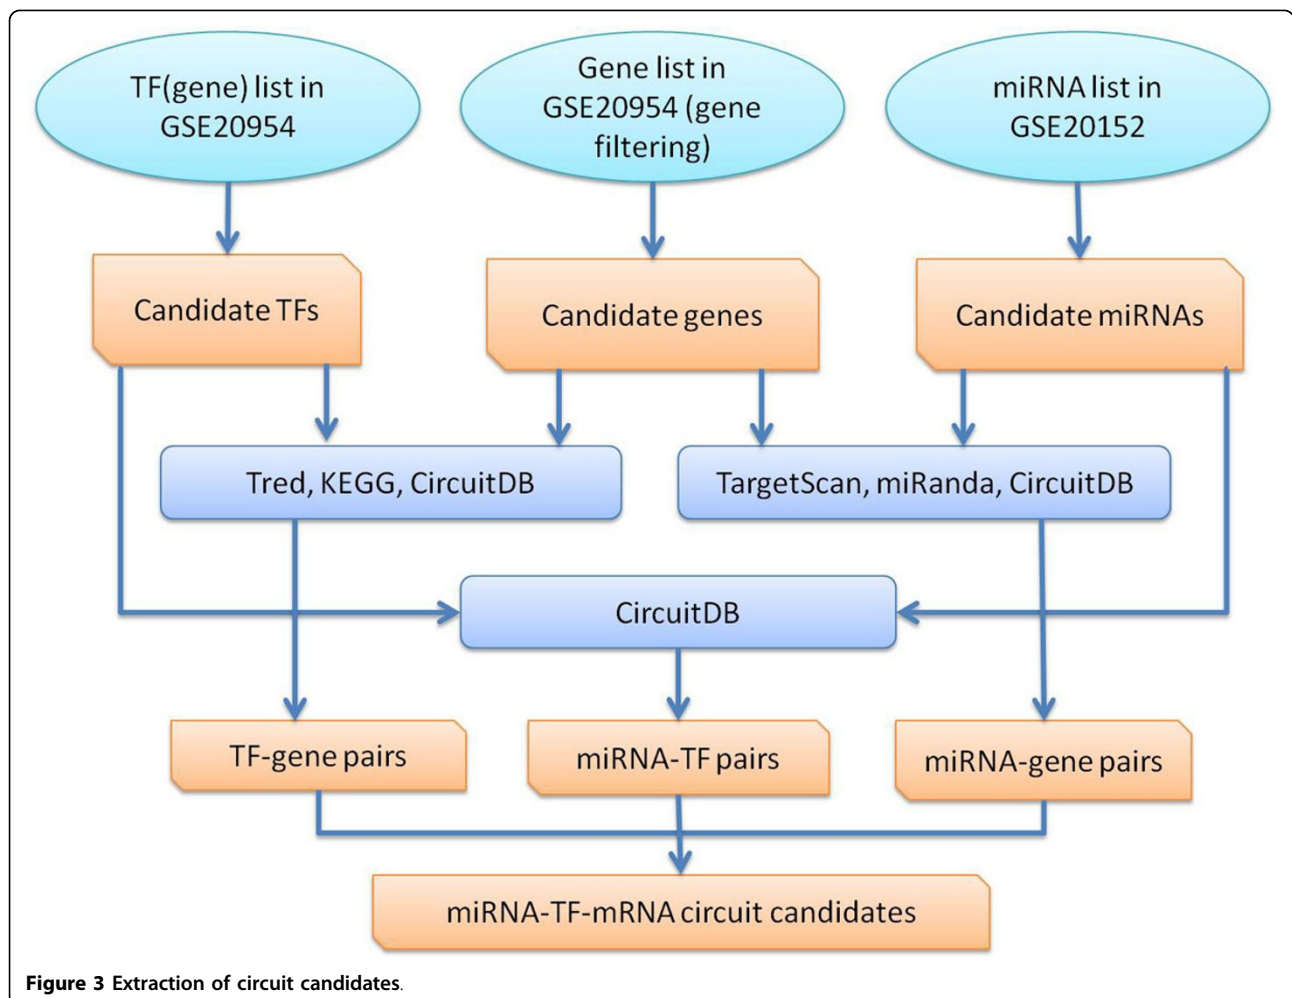 TF(gene) list in
GSE20954
Gene list in
GSE20954 (gene
filtering)
miRNA list in
GSE20152
Candidate TFs
Candidate genes
Candidate miRNAs
Tred, KEGG, CircuitDB
TargetScan, miRanda, CircuitDB
CircuitDB
TF-gene pairs
miRNA-TF pairs
miRNA-gene pairs
miRNA-TF-mRNA circuit candidates
Figure 3 Extraction of circuit candidates.